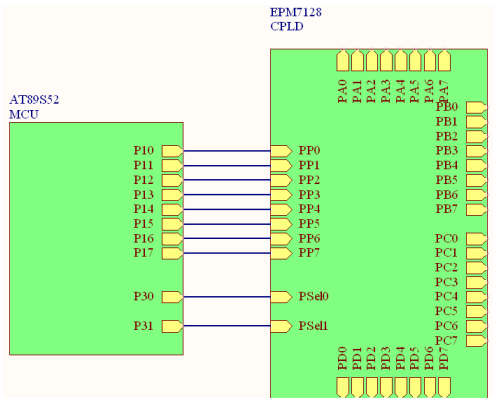 EPM7128
CPLD
AT89S52
MCU
PA0
PA1
PA2
PA3
PA4
PA5
PA6
PA7
PB0
PB1
PB2
PB3
PB4
PB5
PB6
PB7
P10
P11
P12
P13
P14
P15
P16
P17
P30
P31
PP0
PP1
PP2
PP3
PP4
PP5
PP6
PP7
PSel0
PSel1
PC0
PC1
PC2
PC3
PC4
PC5
PC6
PC7
PD0
PD1
PD2
PD3
PD4
PD5
PD6
PD7